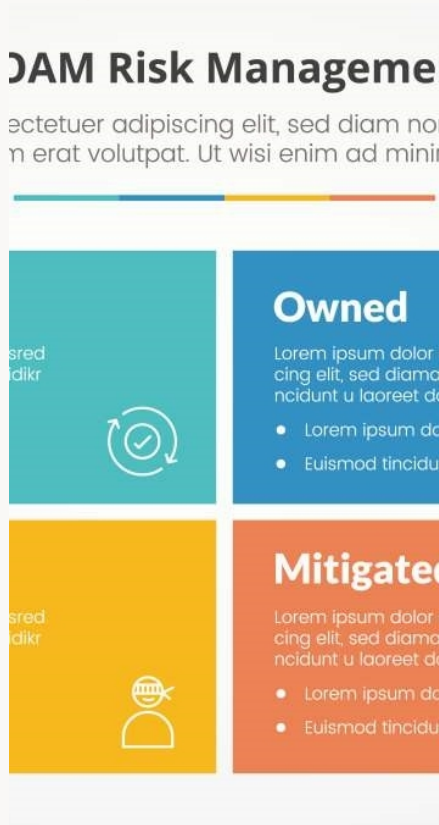 OAM Risk Manageme
ectetuer adipiscing elit, sed diam no
m erat volutpat. Ut wisi enim ad mini
sred
idikr
Owned
Lorem ipsum dolor
cing elit, sed diama
ncidunt u laoreet do
• Lorem ipsum do
• Euismod tincidu
sred
idikr
Mitigated
Lorem ipsum dolor
cing elit, sed diama
ncidunt u laoreet do
• Lorem ipsum do
• Euismod tincidu